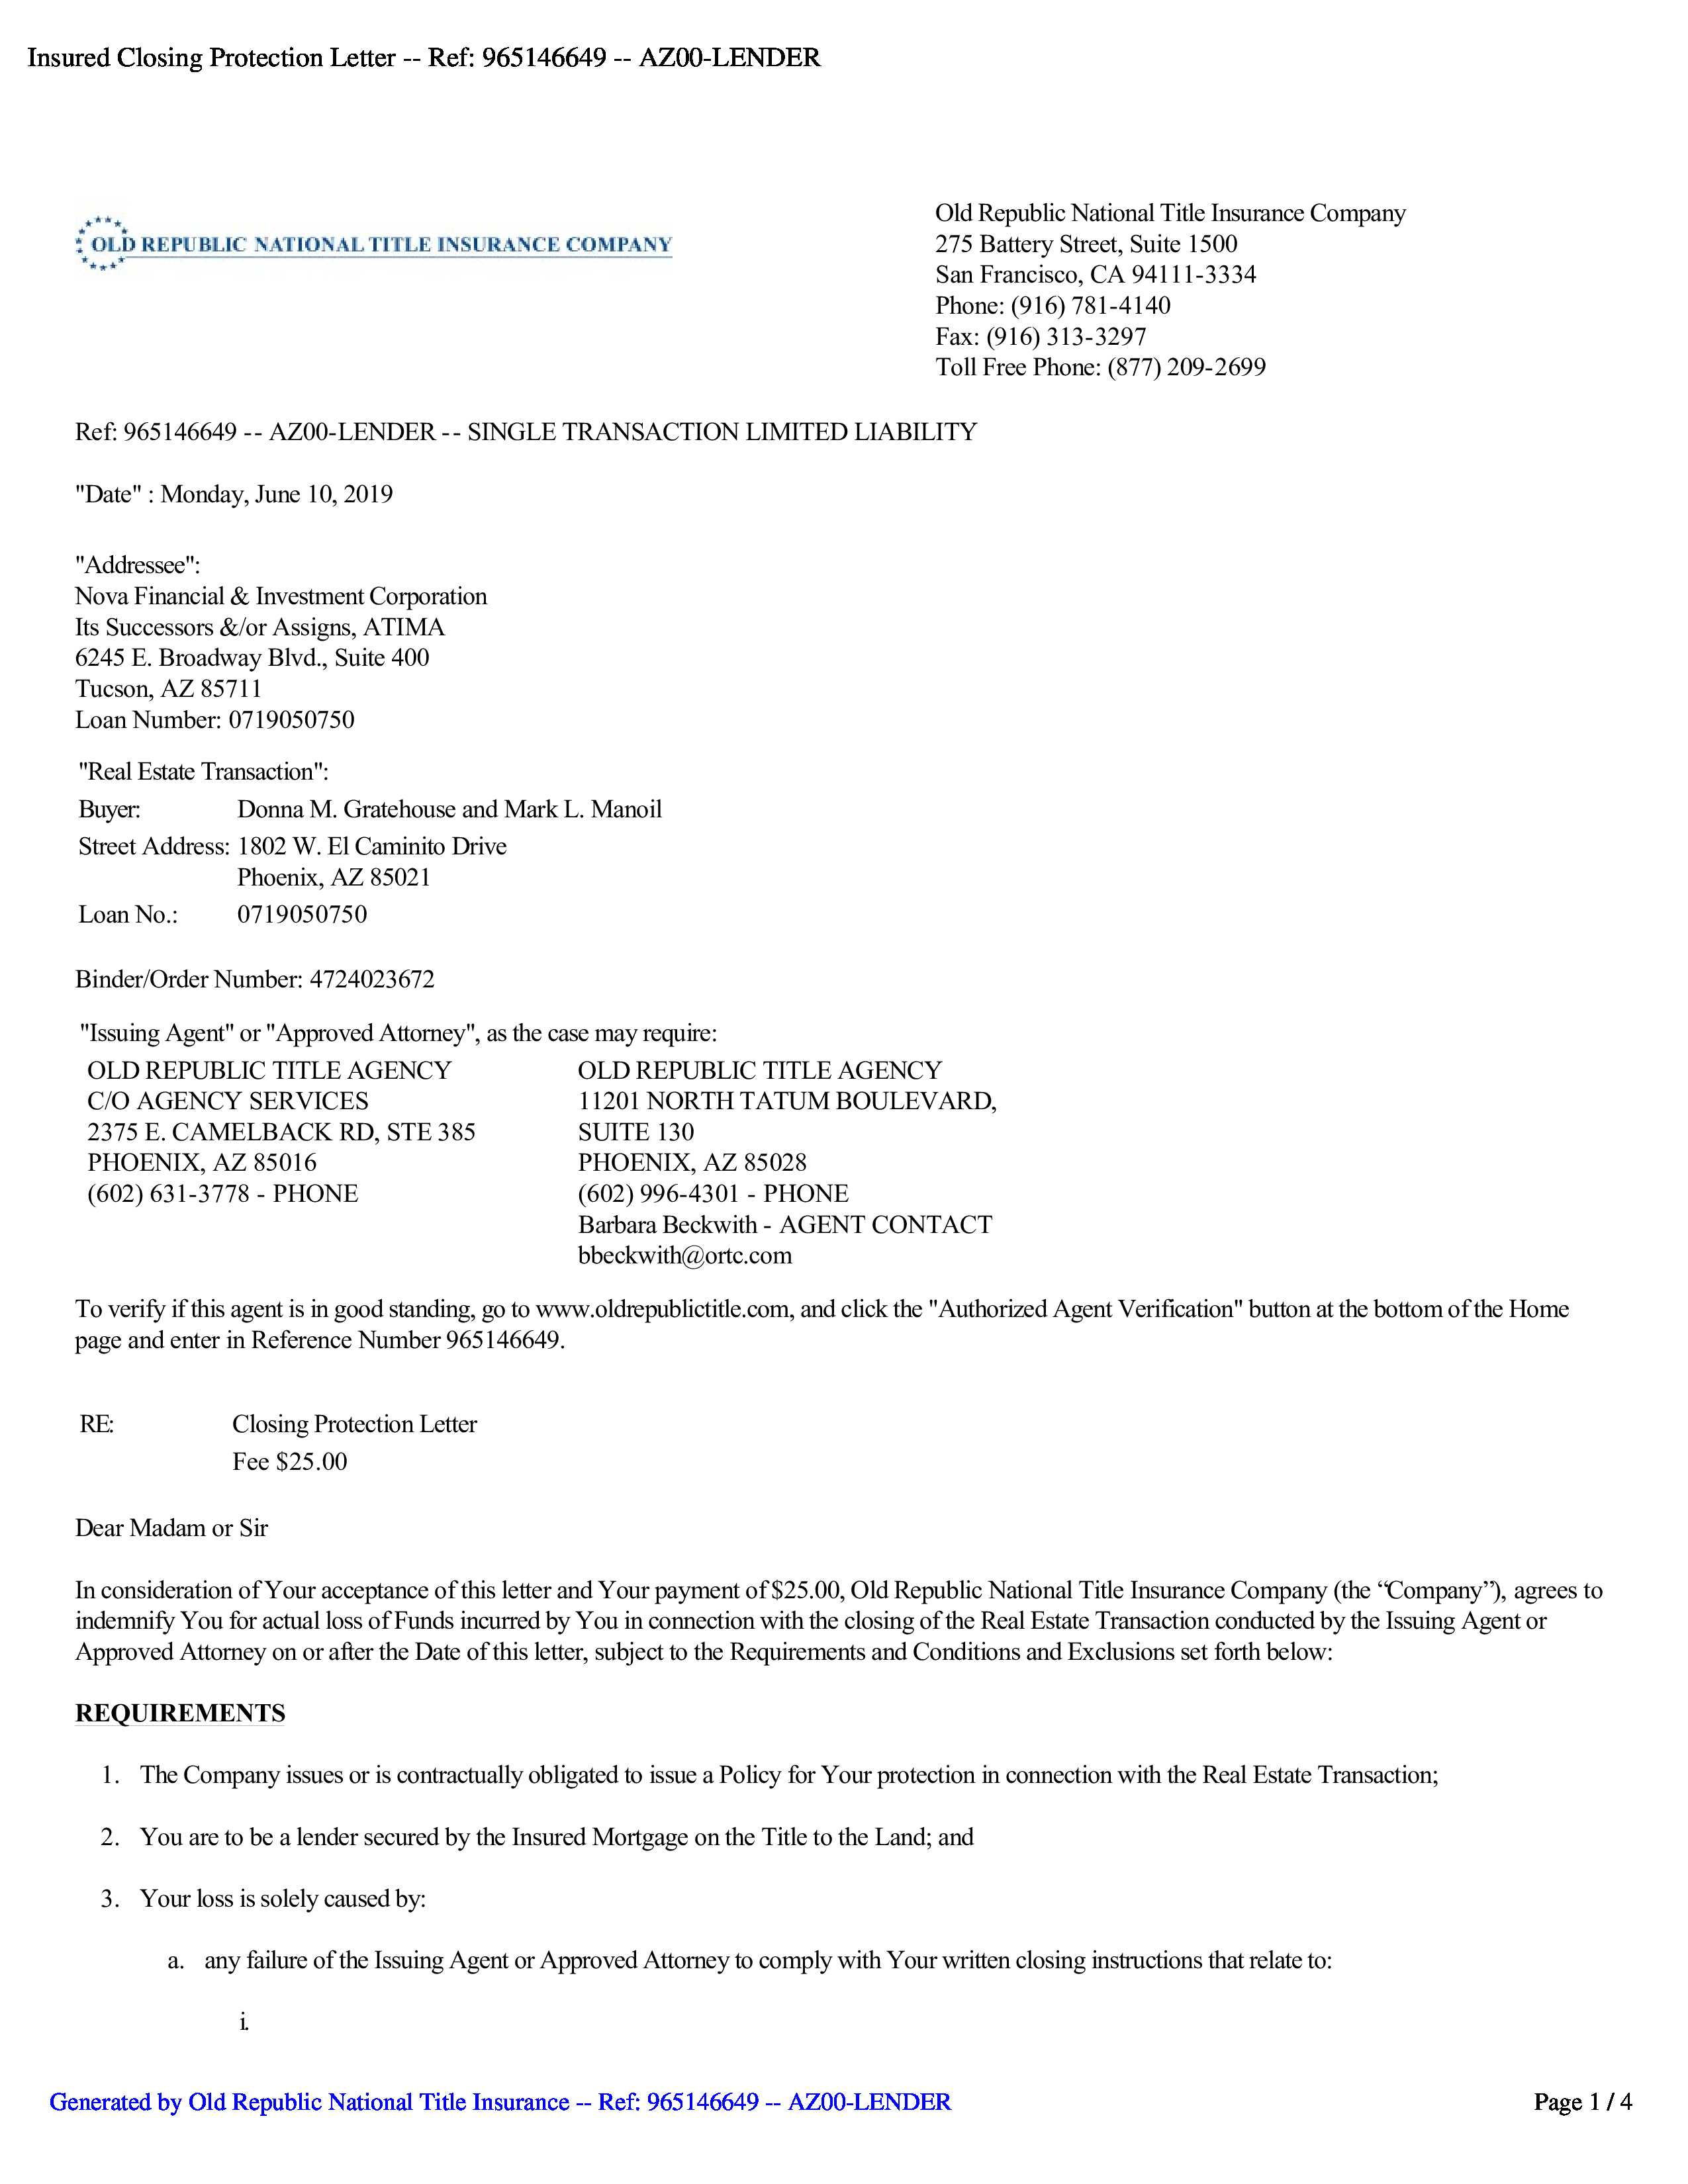 Insured Closing Protection Letter -- Ref: 965146649 -- AZ00-LENDER
OLD REPUBLIC NATIONAL TITLE INSURANCE COMPANY
Old Republic National Title Insurance Company
275 Battery Street, Suite 1500
San Francisco, CA 94111-3334
Phone: (916) 781-4140
Fax: (916) 313-3297
Toll Free Phone: (877) 209-2699
Ref: 965146649 -- AZ00-LENDER -- SINGLE TRANSACTION LIMITED LIABILITY
"Date" : Monday, June 10, 2019
"Addressee":
Nova Financial & Investment Corporation
Its Successors &/or Assigns, ATIMA
6245 E. Broadway Blvd., Suite 400
Tucson, AZ 85711
Loan Number: 0719050750
"Real Estate Transaction":
Buyer: Donna M. Gratehouse and Mark L. Manoil
Street Address: 1802 W. El Caminito Drive
Phoenix, AZ 85021
Loan No.: 0719050750
Binder/Order Number: 4724023672
"Issuing Agent" or "Approved Attorney", as the case may require:
OLD REPUBLIC TITLE AGENCY
C/O AGENCY SERVICES
2375 E. CAMELBACK RD, STE 385
PHOENIX, AZ 85016
(602) 631-3778 - PHONE
OLD REPUBLIC TITLE AGENCY
11201 NORTH TATUM BOULEVARD,
SUITE 130
PHOENIX, AZ 85028
(602) 996-4301 - PHONE
Barbara Beckwith - AGENT CONTACT
bbeckwith@ortc.com
To verify if this agent is in good standing, go to www.oldrepublictitle.com, and click the "Authorized Agent Verification" button at the bottom of the Home
page and enter in Reference Number 965146649.
RE: Closing Protection Letter
Fee $25.00
Dear Madam or Sir
In consideration of Your acceptance of this letter and Your payment of $25.00, Old Republic National Title Insurance Company (the “Company”), agrees to
indemnify You for actual loss of Funds incurred by You in connection with the closing of the Real Estate Transaction conducted by the Issuing Agent or
Approved Attorney on or after the Date of this letter, subject to the Requirements and Conditions and Exclusions set forth below:
REQUIREMENTS
1. The Company issues or is contractually obligated to issue a Policy for Your protection in connection with the Real Estate Transaction;
2. You are to be a lender secured by the Insured Mortgage on the Title to the Land; and
3. Your loss is solely caused by:
a. any failure of the Issuing Agent or Approved Attorney to comply with Your written closing instructions that relate to:
i.
Generated by Old Republic National Title Insurance -- Ref: 965146649 -- AZ00-LENDER
Page 1 / 4